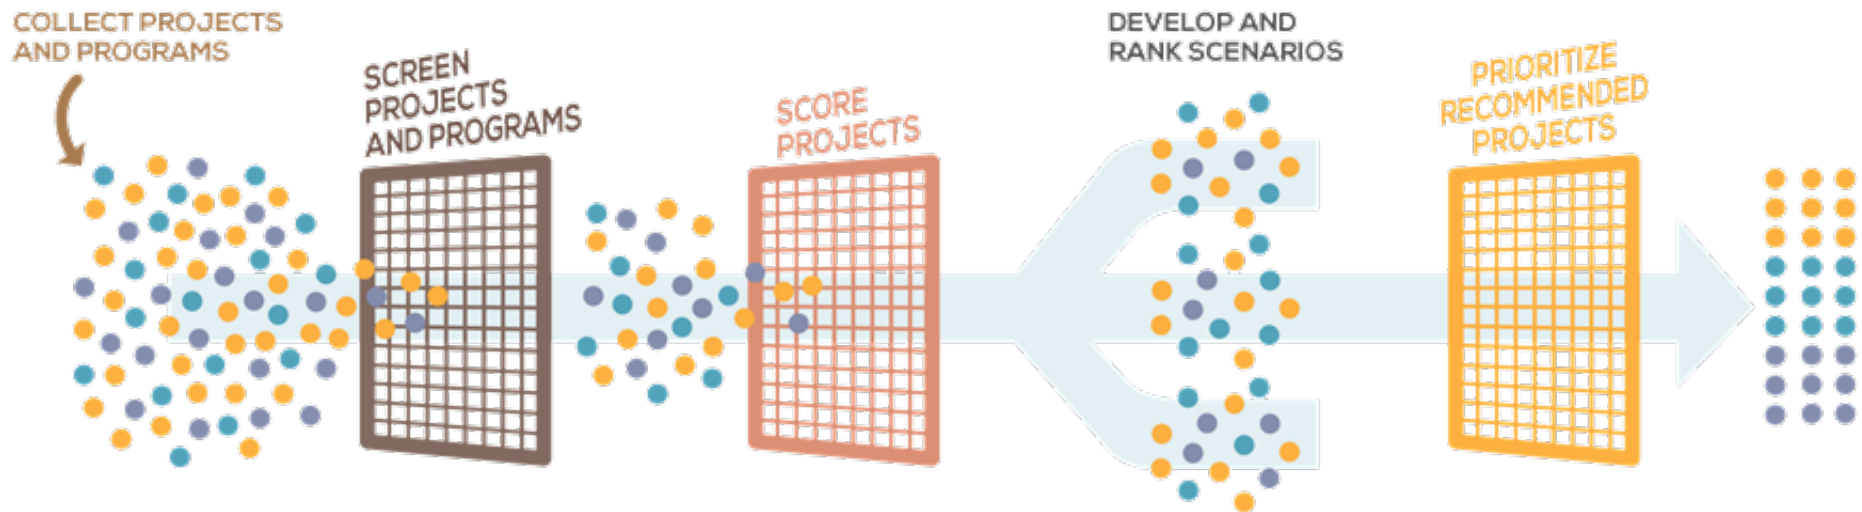 COLLECT PROJECTS
AND PROGRAMS
SCREEN
PROJECTS
AND PROGRAMS
SCORE
PROJECTS
DEVELOP AND
RANK SCENARIOS
PRIORITIZE
RECOMMENDED
PROJECTS